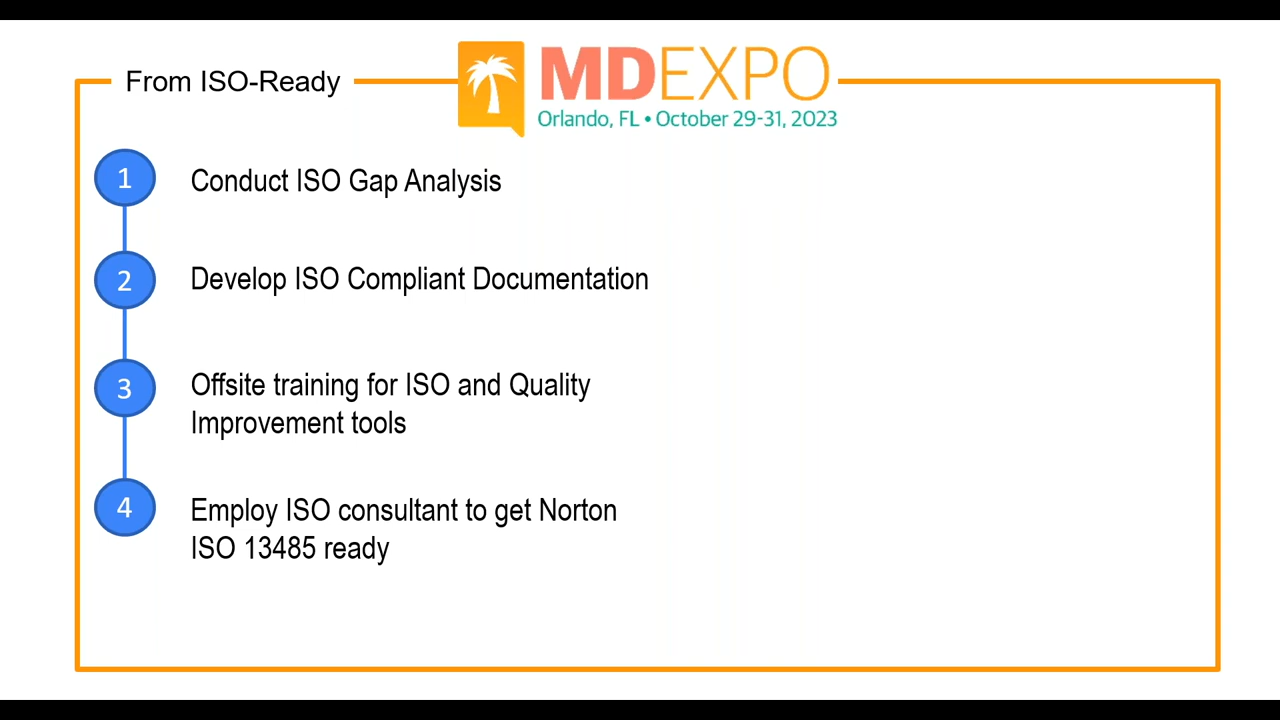 From ISO-Ready
MDEXPO
Orlando, FL • October 29-31, 2023
1
Conduct ISO Gap Analysis
2
Develop ISO Compliant Documentation
3
Offsite training for ISO and Quality
Improvement tools
4
Employ ISO consultant to get Norton
ISO 13485 ready